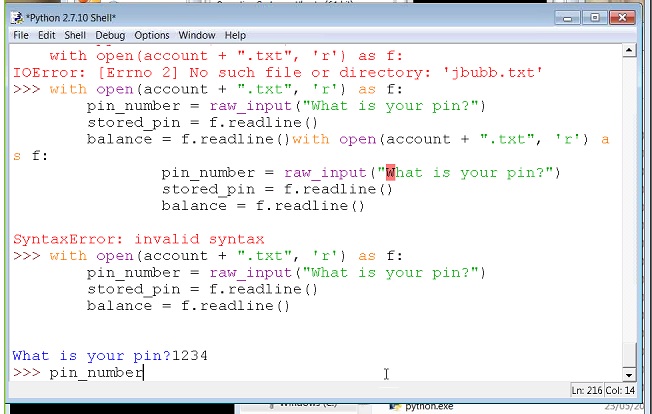 *Python 2.7.10 Shell*
File Edit Shell Debug Options Window Help
with open(account + ".txt", 'r') as f:
IOError: [Errno 2] No such file or directory: 'jbubb.txt'
>>> with open(account + ".txt", 'r') as f:
pin_number = raw_input("What is your pin?")
stored_pin = f.readline()
balance = f.readline()with open(account + ".txt", 'r') a
s f:
pin_number = raw_input("What is your pin?")
stored_pin = f.readline()
balance = f.readline()
SyntaxError: invalid syntax
>>> with open(account + ".txt", 'r') as f:
pin_number = raw_input("What is your pin?")
stored_pin = f.readline()
balance = f.readline()
What is your pin?1234
>>> pin_number
Ln: 216 Col: 14
Windows (C:) python.exe 25/05/20